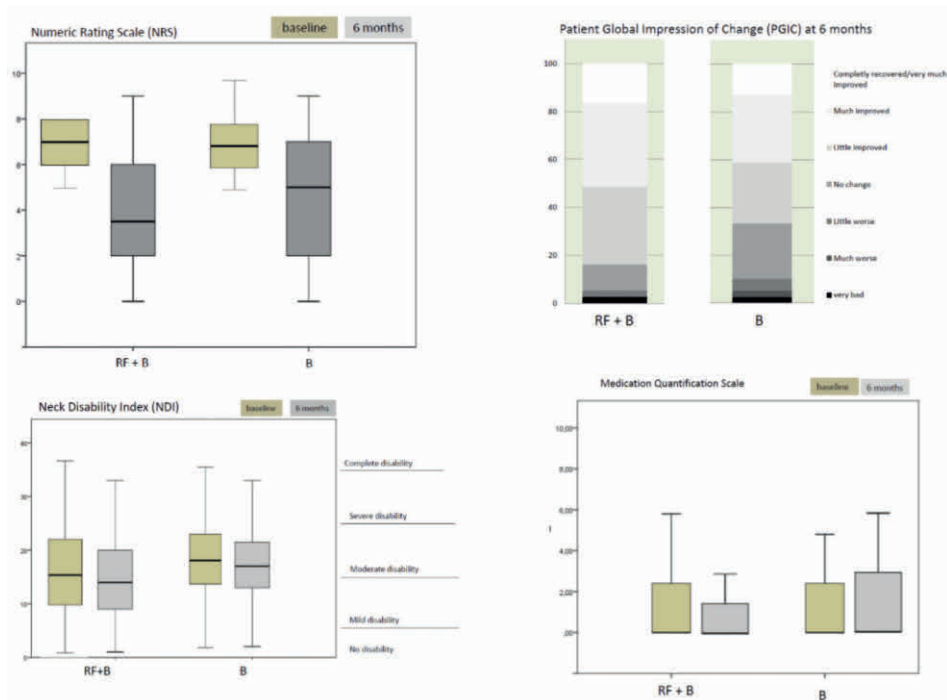 Numeric Rating Scale (NRS)
baseline
6 months
10
8
6
4
2
0
RF + B
B
Patient Global Impression of Change (PGIC) at 6 months
100
80
60
40
20
0
RF + B
B
Completly recovered/very much
Improved
Much improved
Little improved
No change
Little worse
Much worse
very bad
Neck Disability Index (NDI)
baseline
6 months
40
30
20
10
0
RF+B
B
Complete disability
Severe disability
Moderate disability
Mild disability
No disability
Medication Quantification Scale
baseline
6 months
10,00
8,00
6,00
4,00
2,00
,00
RF + B
B